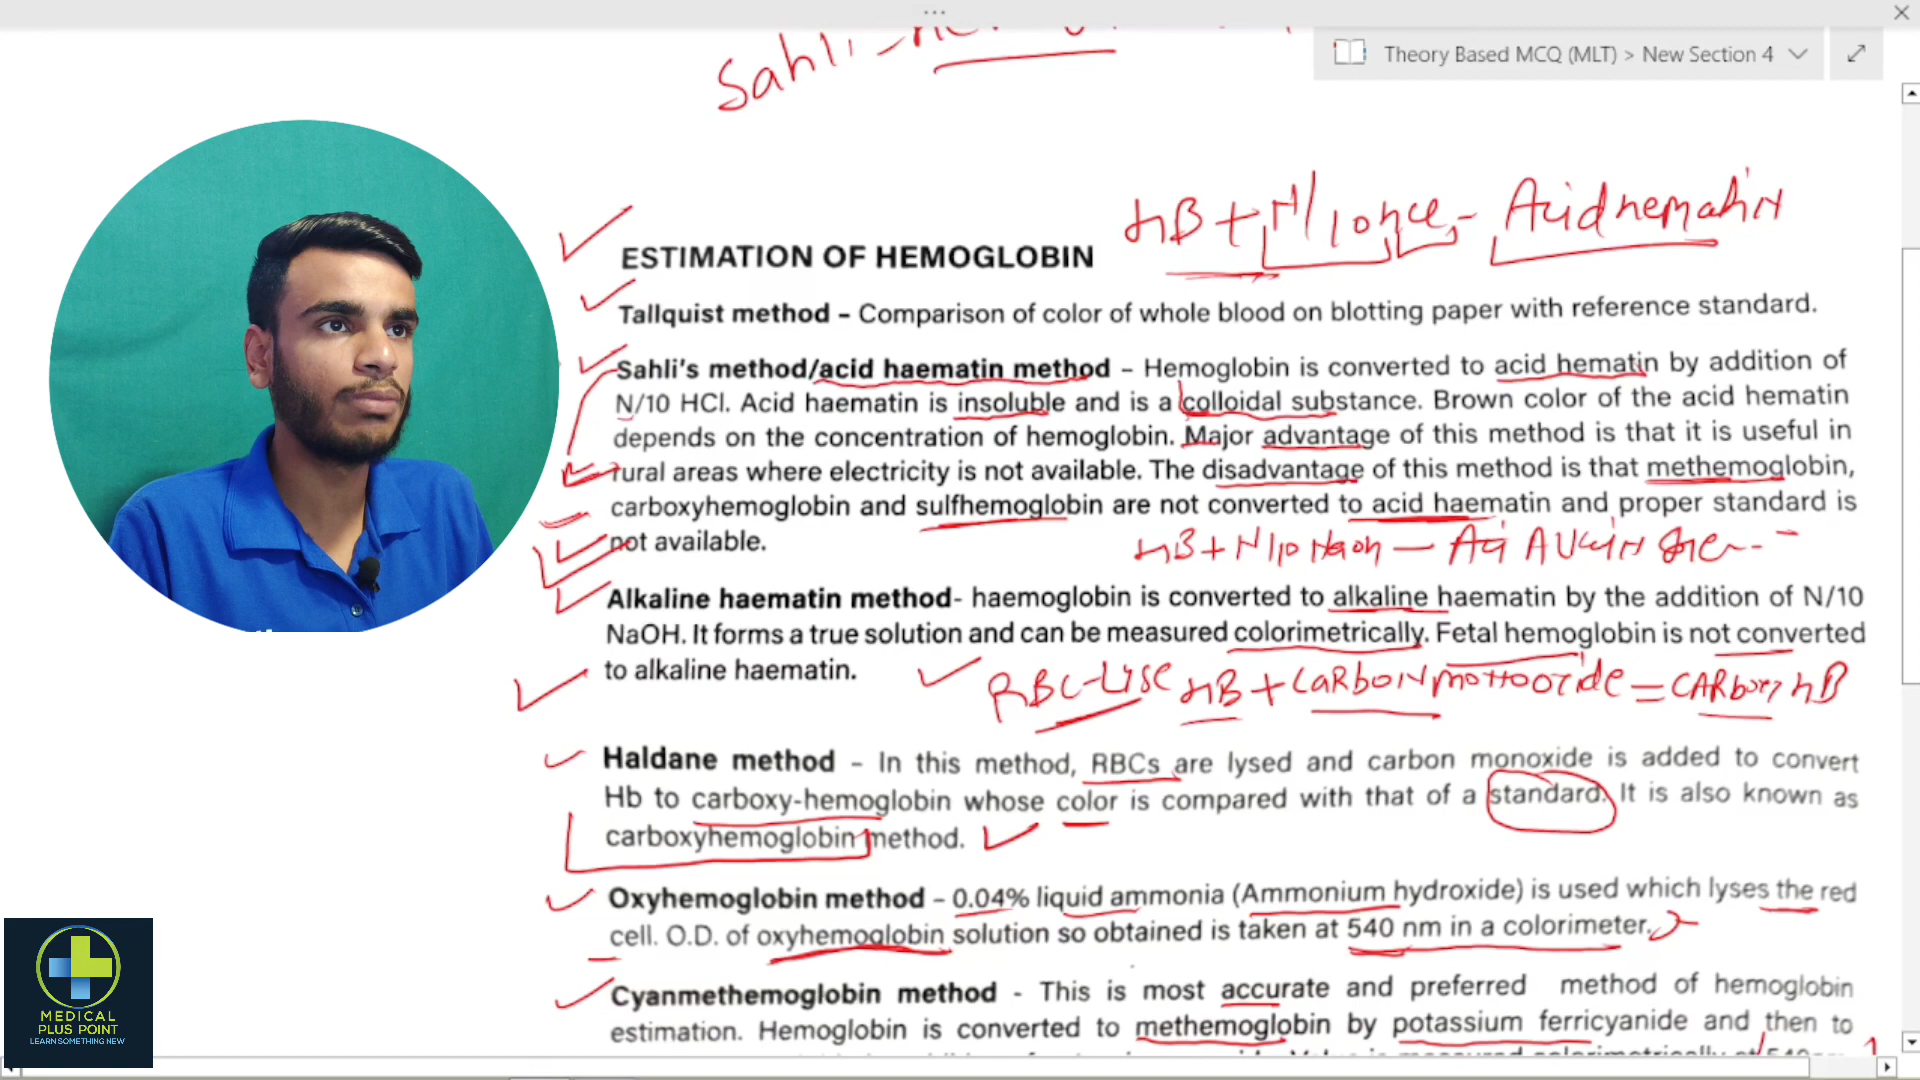 Sahli -
Theory Based MCQ (MLT) > New Section 4
HB + N/10 HCl - Acid hematin
ESTIMATION OF HEMOGLOBIN
Tallquist method – Comparison of color of whole blood on blotting paper with reference standard.
Sahli's method/acid haematin method – Hemoglobin is converted to acid hematin by addition of
N/10 HCl. Acid haematin is insoluble and is a colloidal substance. Brown color of the acid hematin
depends on the concentration of hemoglobin. Major advantage of this method is that it is useful in
rural areas where electricity is not available. The disadvantage of this method is that methemoglobin,
carboxyhemoglobin and sulfhemoglobin are not converted to acid haematin and proper standard is
not available.
HB + N/10 NaOH —
Alkaline haematin method- haemoglobin is converted to alkaline haematin by the addition of N/10
NaOH. It forms a true solution and can be measured colorimetrically. Fetal hemoglobin is not converted
to alkaline haematin.
RBC-Lyse HB + CARBON monooxide = CARBOXY HB
Haldane method – In this method, RBCs are lysed and carbon monoxide is added to convert
Hb to carboxy-hemoglobin whose color is compared with that of a standard. It is also known as
carboxyhemoglobin method.
Oxyhemoglobin method – 0.04% liquid ammonia (Ammonium hydroxide) is used which lyses the red
cell. O.D. of oxyhemoglobin solution so obtained is taken at 540 nm in a colorimeter.
Cyanmethemoglobin method - This is most accurate and preferred method of hemoglobin
estimation. Hemoglobin is converted to methemoglobin by potassium ferricyanide and then to
MEDICAL
PLUS POINT
LEARN SOMETHING NEW